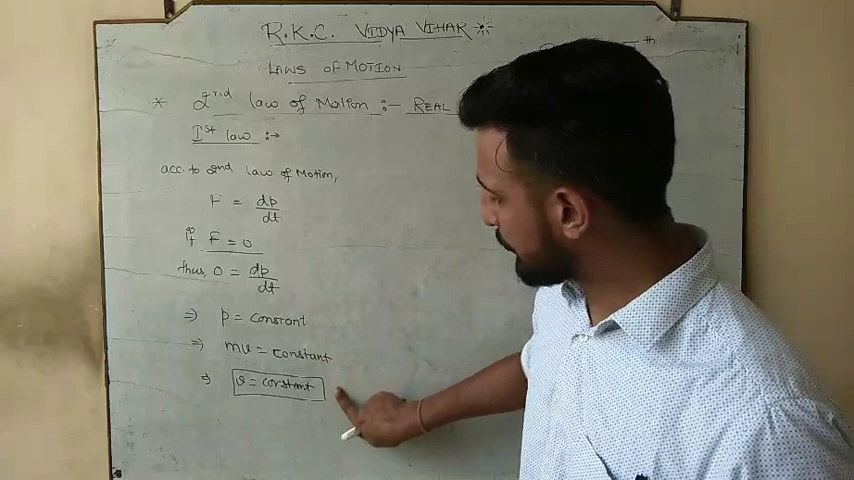 R.K.C. VIDYA VIHAR
th
LAWS OF MOTION
* 2nd law of Motion :- REAL
Ist law :→
acc. to 2nd law of Motion,
F = dp/dt
if F = 0
thus, 0 = dp/dt
⇒ p = constant
⇒ mv = constant
⇒ v = constant